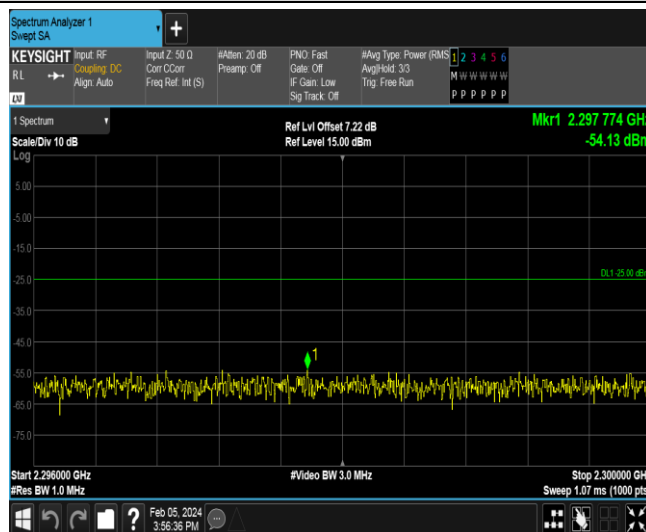 Spectrum Analyzer 1
Swept SA
+
KEYSIGHT
RL
LXI
Input: RF
Coupling: DC
Align: Auto
Input Z: 50 Ω
Corr CCorr
Freq Ref: Int (S)
#Atten: 20 dB
Preamp: Off
PNO: Fast
Gate: Off
IF Gain: Low
Sig Track: Off
#Avg Type: Power (RMS
Avg|Hold: 3/3
Trig: Free Run
1 2 3 4 5 6
M W W W W W
P P P P P P
1 Spectrum
Scale/Div 10 dB
Ref Lvl Offset 7.22 dB
Ref Level 15.00 dBm
Mkr1 2.297 774 GHz
-54.13 dBm
Log
5.00
-5.00
-15.0
-25.0
DL1 -25.00 dBm
-35.0
-45.0
1
-55.0
-65.0
-75.0
Start 2.296000 GHz
#Video BW 3.0 MHz
Stop 2.300000 GH
#Res BW 1.0 MHz
Sweep 1.07 ms (1000 pts
?
Feb 05, 2024
3:56:36 PM